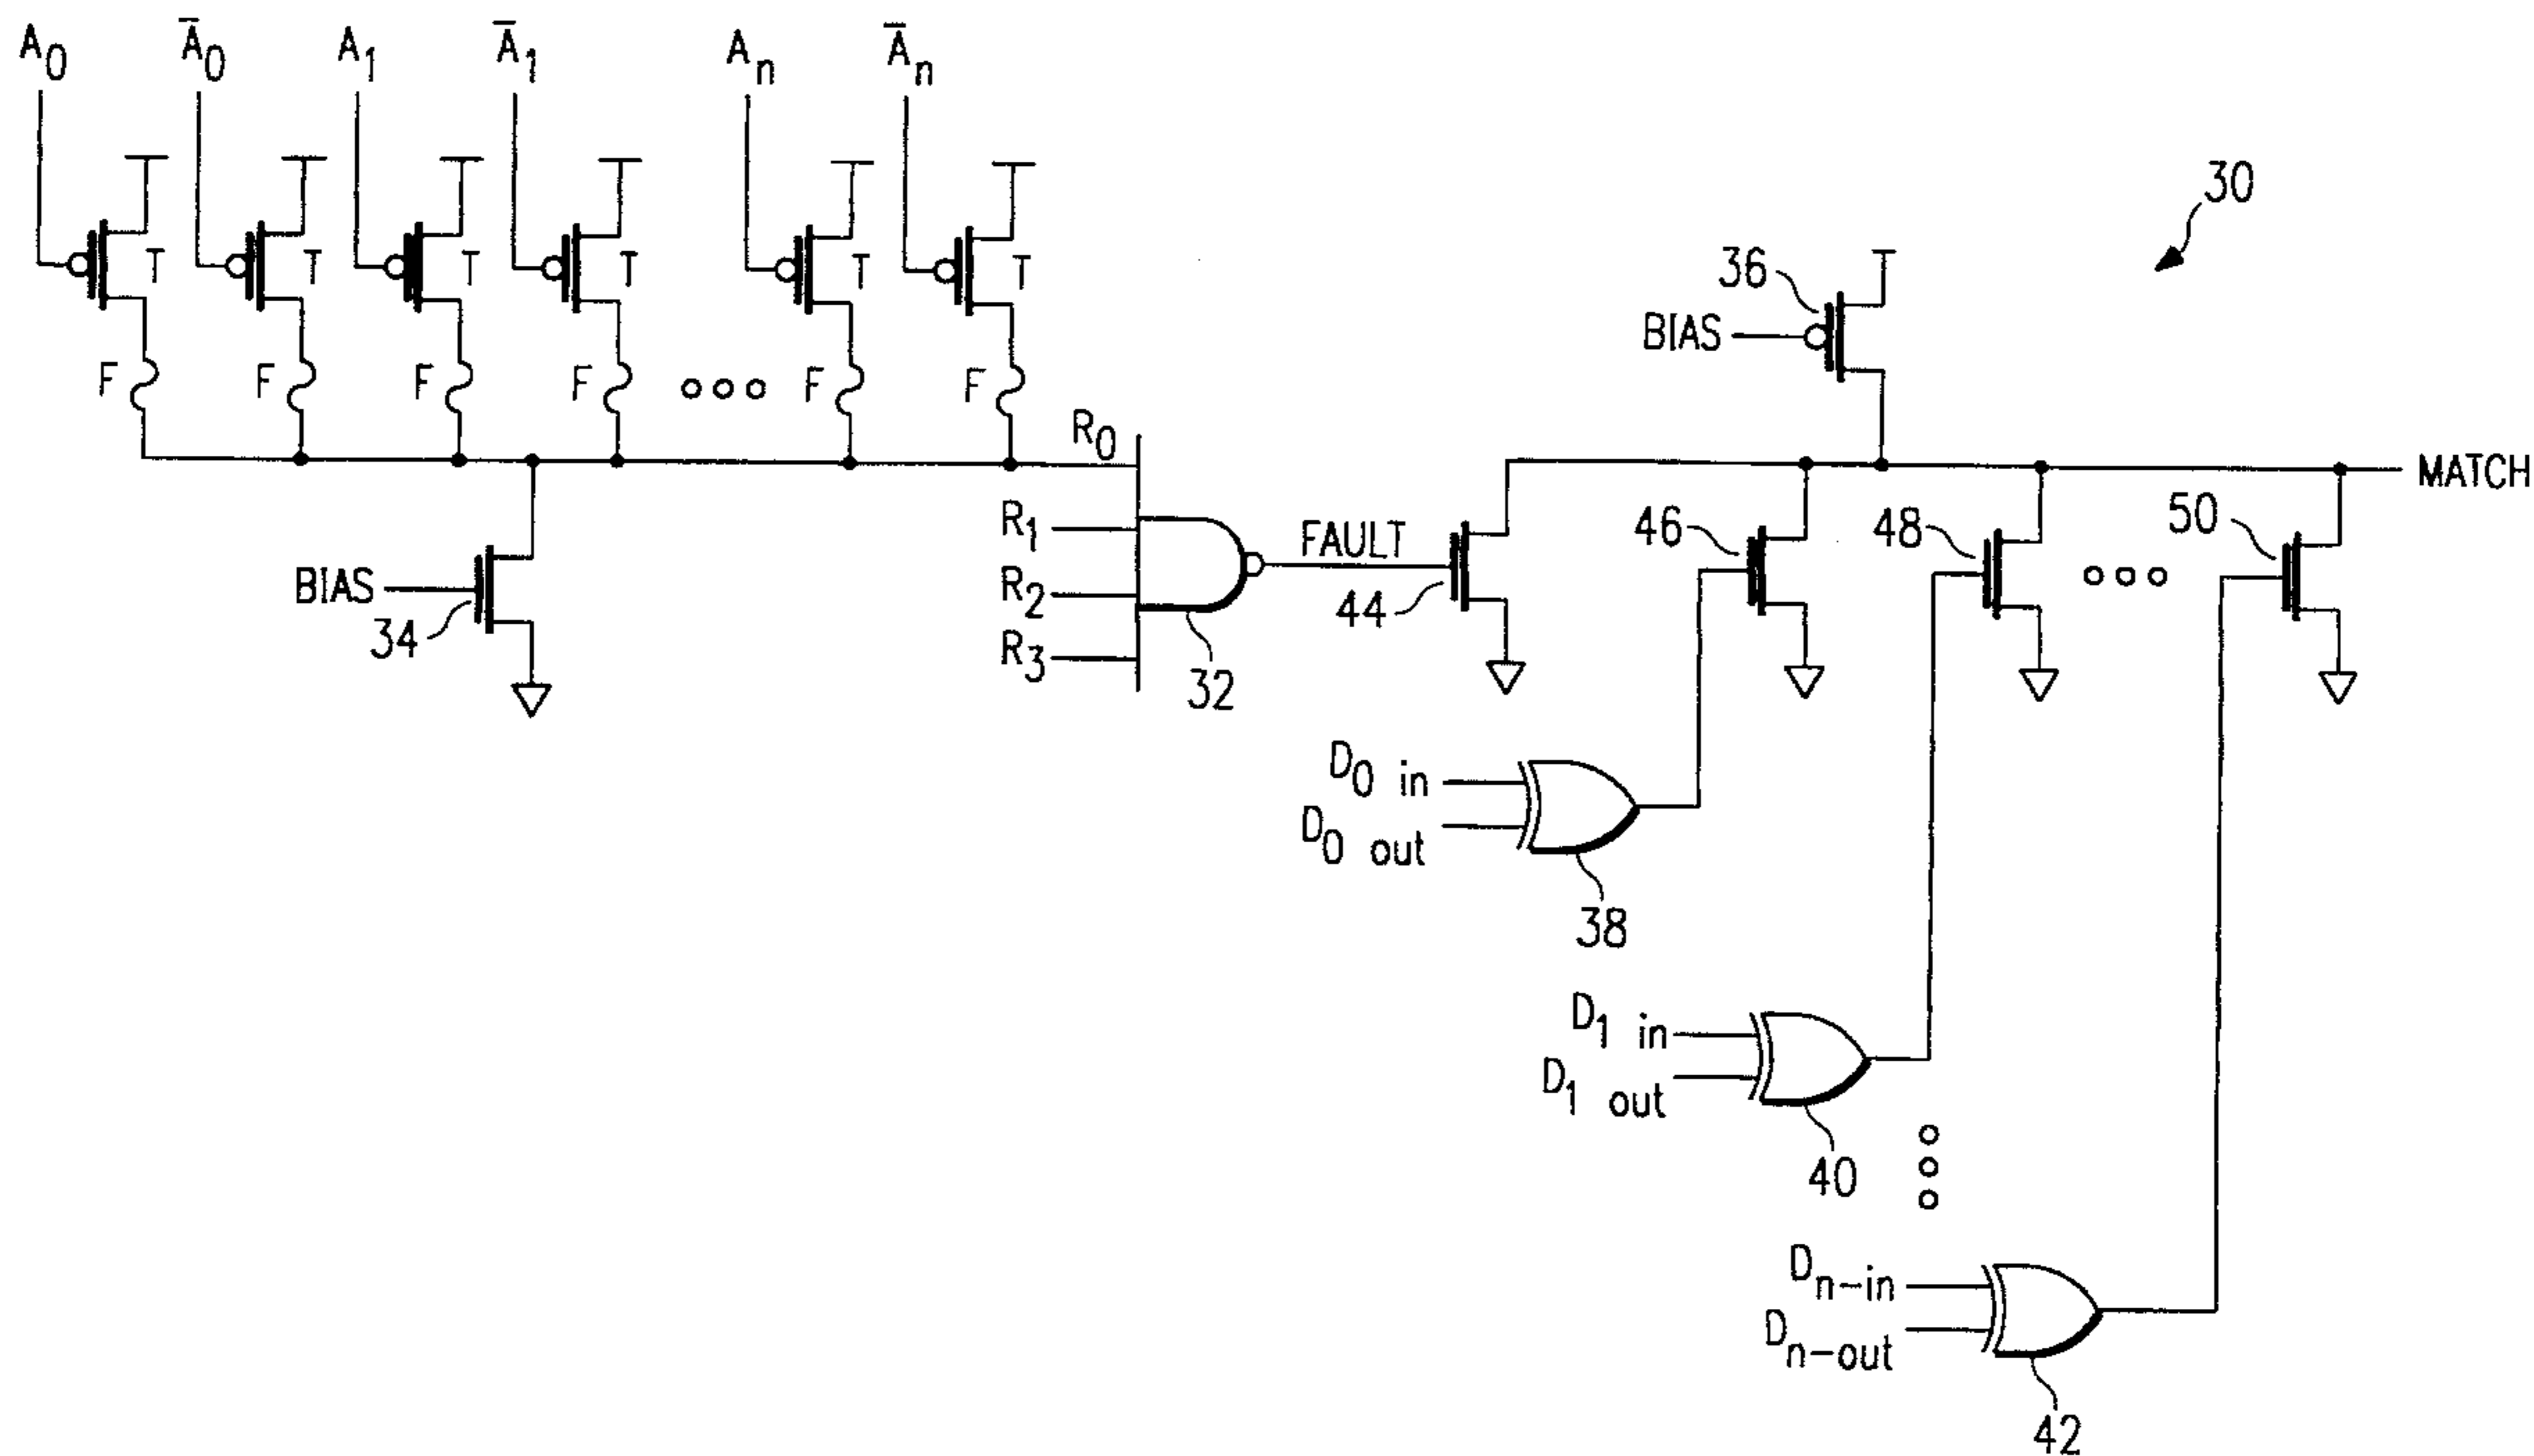 A0 Ā0 A1 Ā1 An Ān
30
T T T T T T
36
BIAS
F F F F F F
R0
MATCH
R1
FAULT
46
48
50
BIAS
34
R2
44
R3
32
D0 in
D0 out
38
D1 in
D1 out
40
Dn-in
Dn-out
42